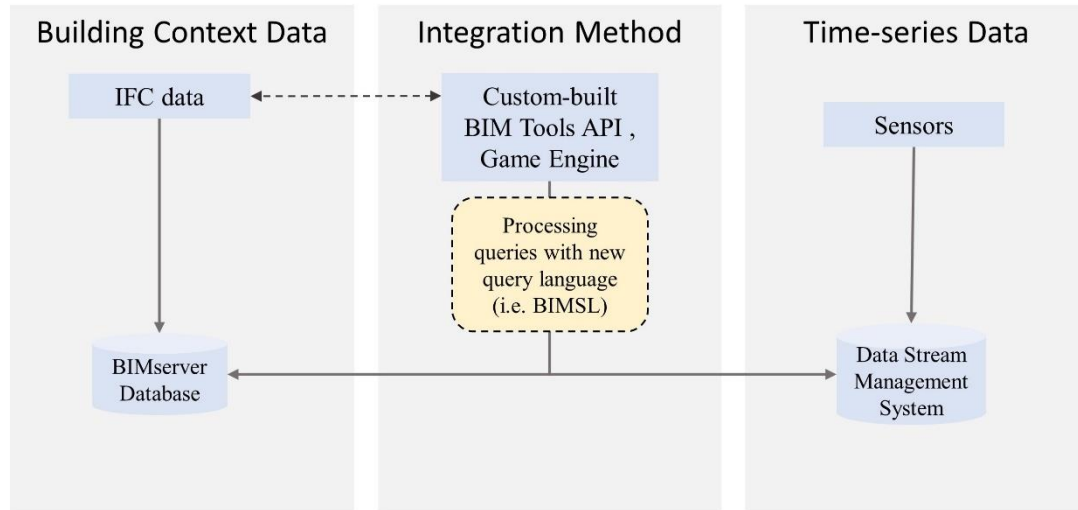 Building Context Data
IFC data
BIMserver
Database
Integration Method
Custom-built
BIM Tools API ,
Game Engine
Processing
queries with new
query language
(i.e. BIMSL)
Time-series Data
Sensors
Data Stream
Management
System